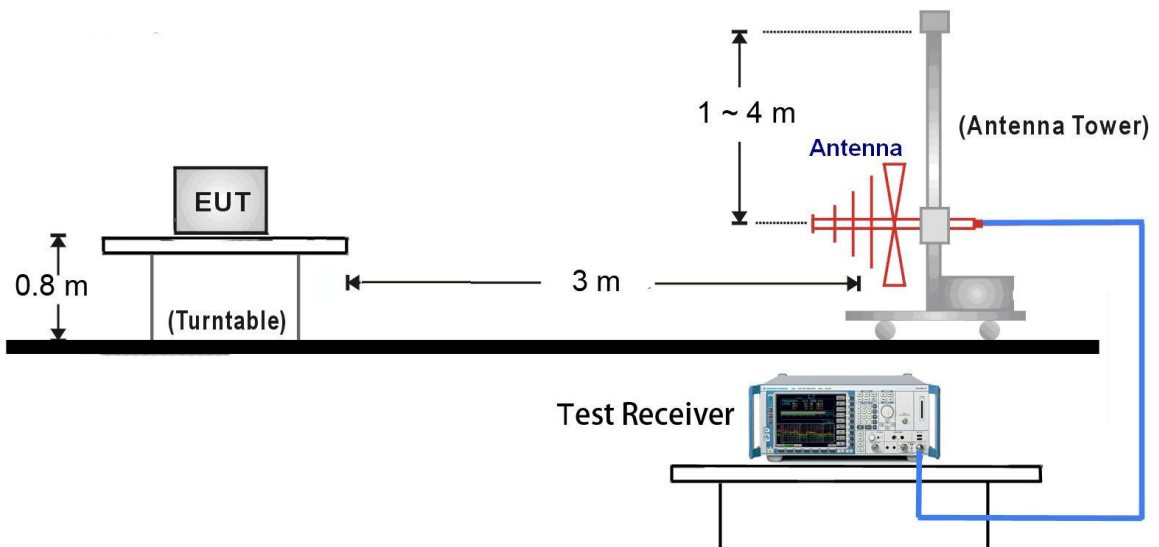 1 ~ 4 m
(Antenna Tower)
Antenna
EUT
0.8 m
3 m
(Turntable)
Test Receiver